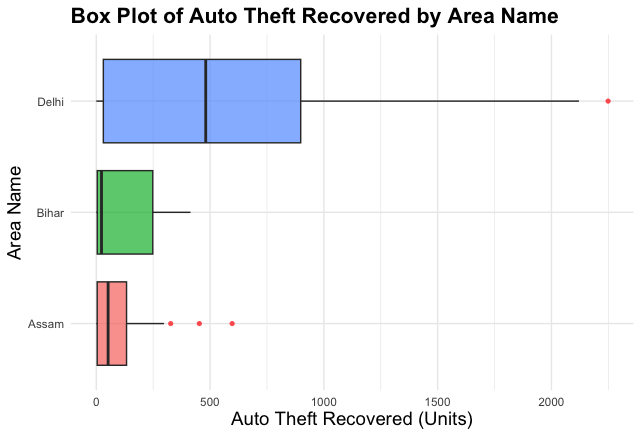 Box Plot of Auto Theft Recovered by Area Name
Area Name
Delhi
Bihar
Assam
0
500
1000
1500
2000
Auto Theft Recovered (Units)